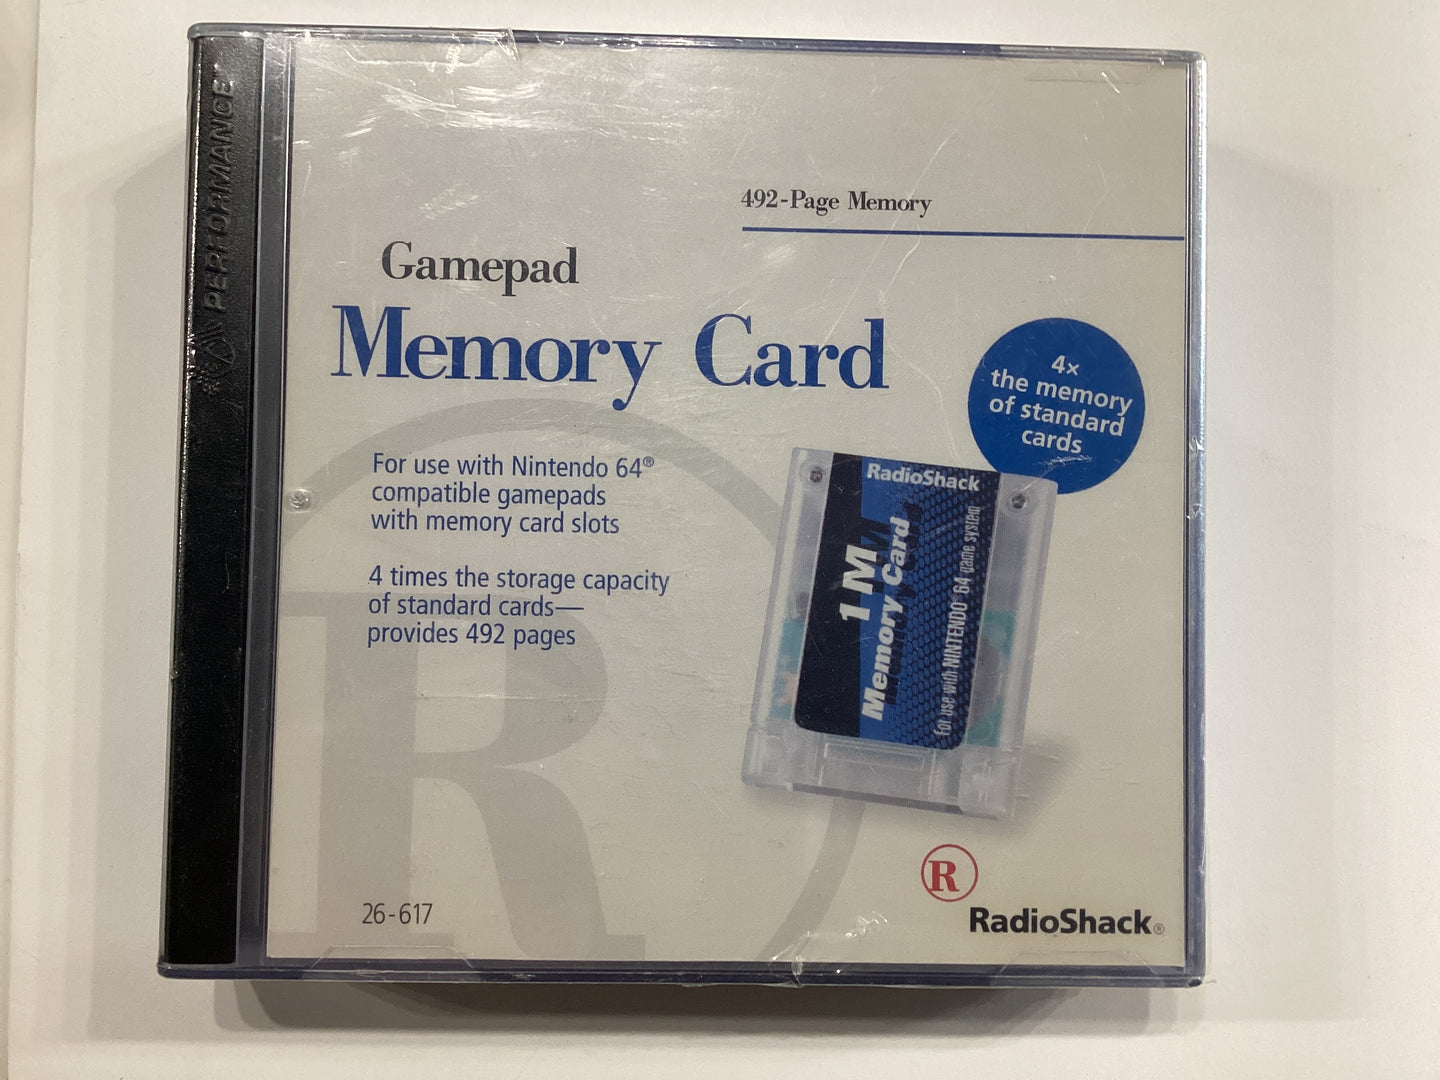 PERFORMANCE
492-Page Memory
Gamepad
Memory Card
4x
the memory
of standard
cards
For use with Nintendo 64®
compatible gamepads
with memory card slots
4 times the storage capacity
of standard cards—
provides 492 pages
RadioShack
1 M
Memory Card
For use with NINTENDO® 64 game system
26-617
R
RadioShack®